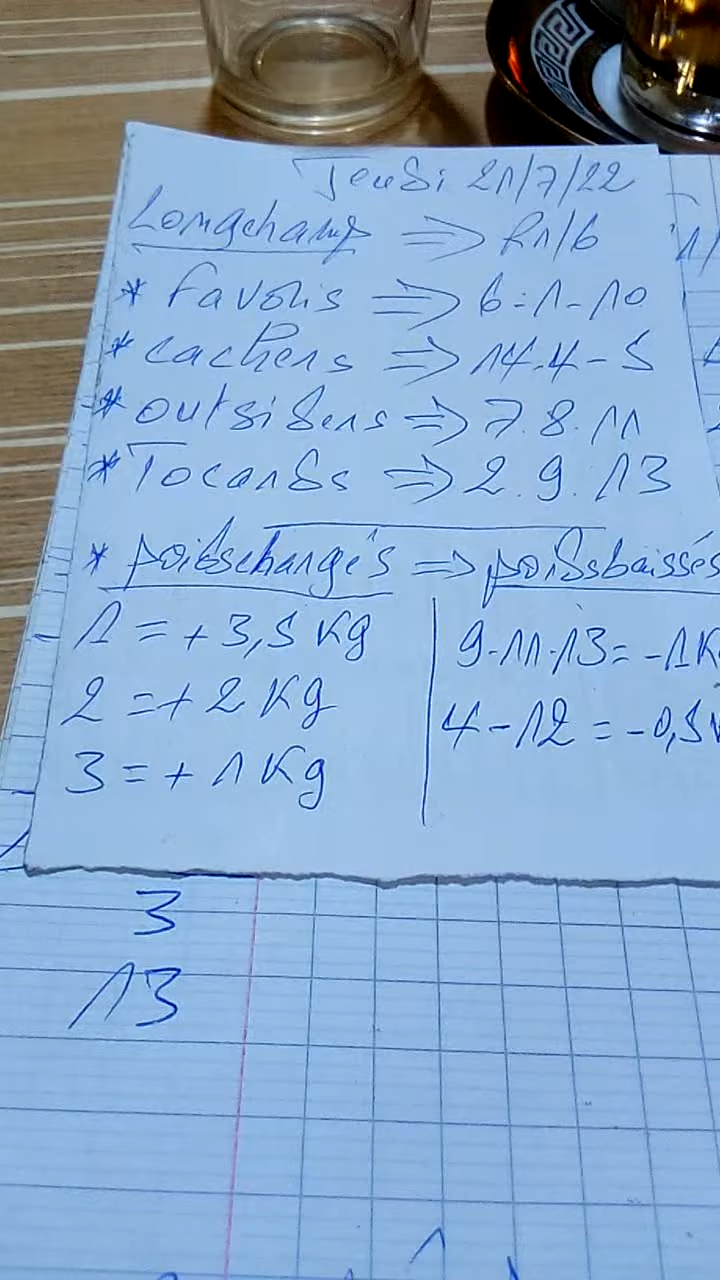 Jeudi 21/7/22
Longchamp => R1/6
* favoris => 6-1-10
* cachers => 14.4-5
* outsiders => 7.8.11
* Tocards => 2.9.13
* poidschangés => poidsbaissés
1 = +3,5 Kg
9-11-13 = -1K
2 = + 2 Kg
4-12 = -0,5
3 = + 1 Kg
3
13